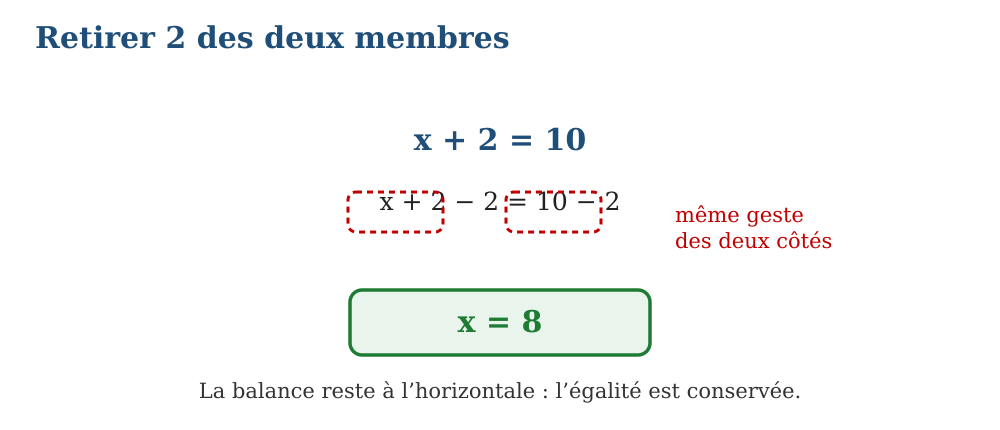 Retirer 2 des deux membres
x + 2 = 10
x + 2 − 2 = 10 − 2
même geste
des deux côtés
x = 8
La balance reste à l’horizontale : l’égalité est conservée.